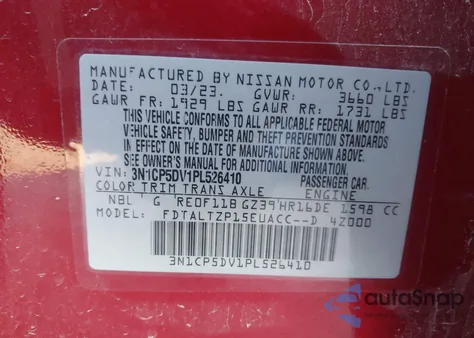 MANUFACTURED BY NISSAN MOTOR CO., LTD.
DATE: 03/23. GVWR: 3660 LBS
GAWR FR: 1929 LBS GAWR RR: 1731 LBS
THIS VEHICLE CONFORMS TO ALL APPLICABLE FEDERAL MOTOR
VEHICLE SAFETY, BUMPER AND THEFT PREVENTION STANDARDS
IN EFFECT ON THE DATE OF MANUFACTURE SHOWN ABOVE.
SEE OWNER'S MANUAL FOR ADDITIONAL INFORMATION.
VIN: 3N1CP5DV1PL526410 PASSENGER CAR.
COLOR TRIM TRANS AXLE ENGINE
NBL G RE0F11B GZ39 HR16DE 1598 CC
MODEL: FDTALTZP15EUACC--D 4Z000
3N1CP5DV1PL526410
autoSnap